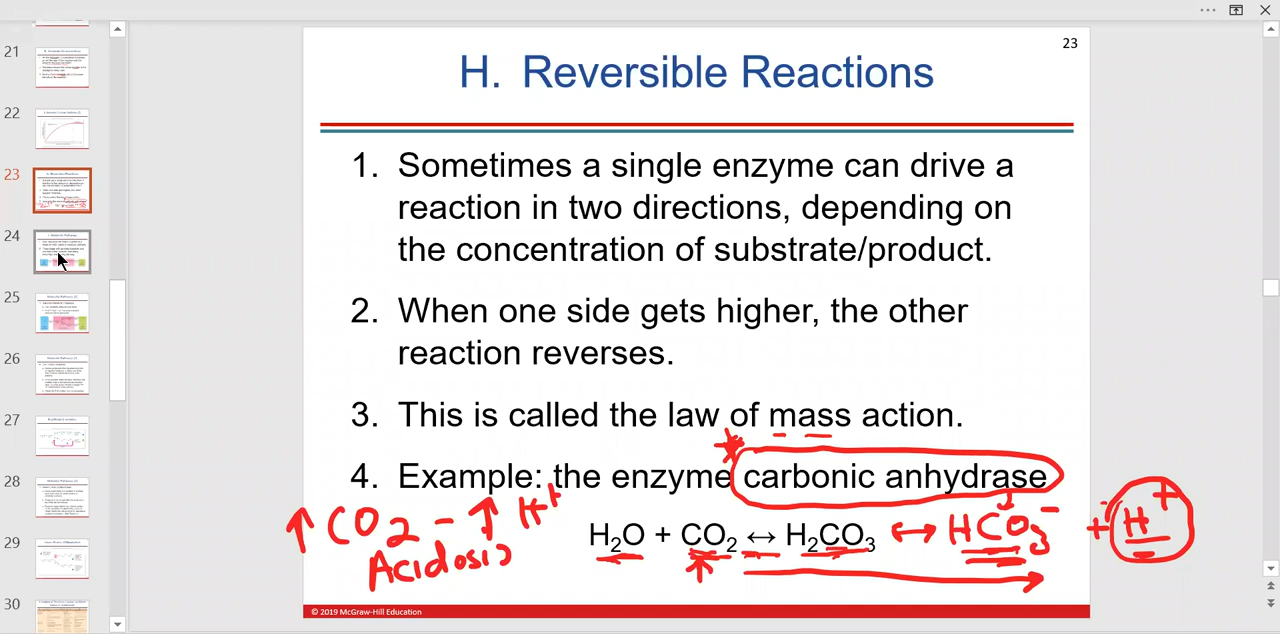 23
H. Reversible Reactions
1. Sometimes a single enzyme can drive a
reaction in two directions, depending on
the concentration of substrate/product.
2. When one side gets higher, the other
reaction reverses.
3. This is called the law of mass action.
4. Example: the enzyme carbonic anhydrase
H₂O + CO₂ ↔ H₂CO₃ ↔ HCO₃⁻ + H⁺
↑ CO2 - ↑ H+
Acidosis
© 2019 McGraw-Hill Education
21
22
23
24
25
26
27
28
29
30